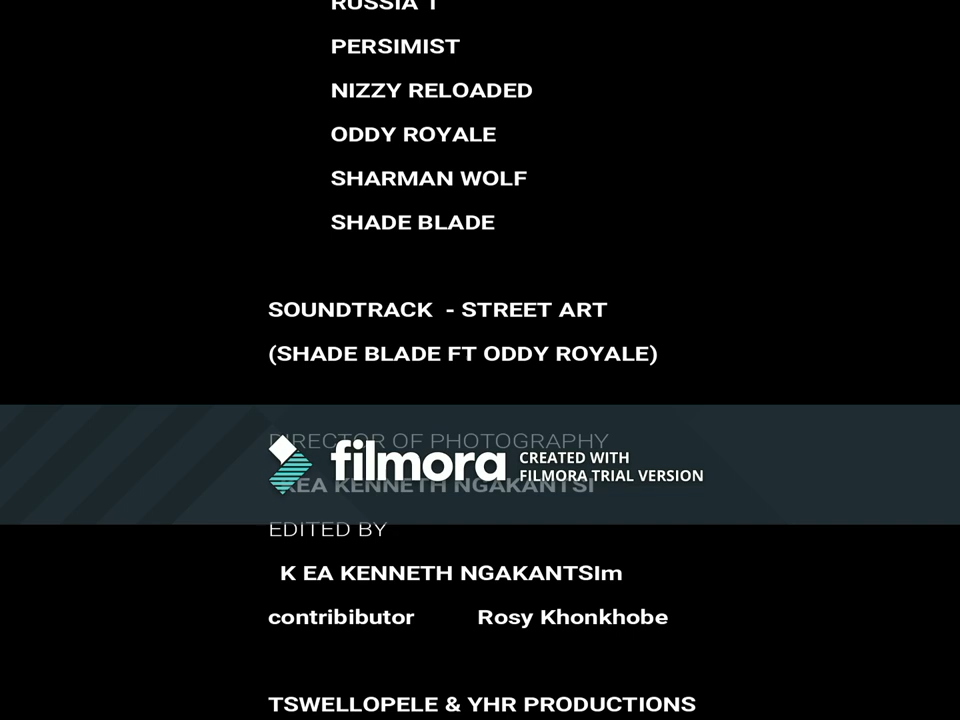 RUSSIA 1
PERSIMIST
NIZZY RELOADED
ODDY ROYALE
SHARMAN WOLF
SHADE BLADE
SOUNDTRACK - STREET ART
(SHADE BLADE FT ODDY ROYALE)
DIRECTOR OF PHOTOGRAPHY
filmora CREATED WITH
FILMORA TRIAL VERSION
KEA KENNETH NGAKANTSI
EDITED BY
K EA KENNETH NGAKANTSIm
contribibutor Rosy Khonkhobe
TSWELLOPELE & YHR PRODUCTIONS